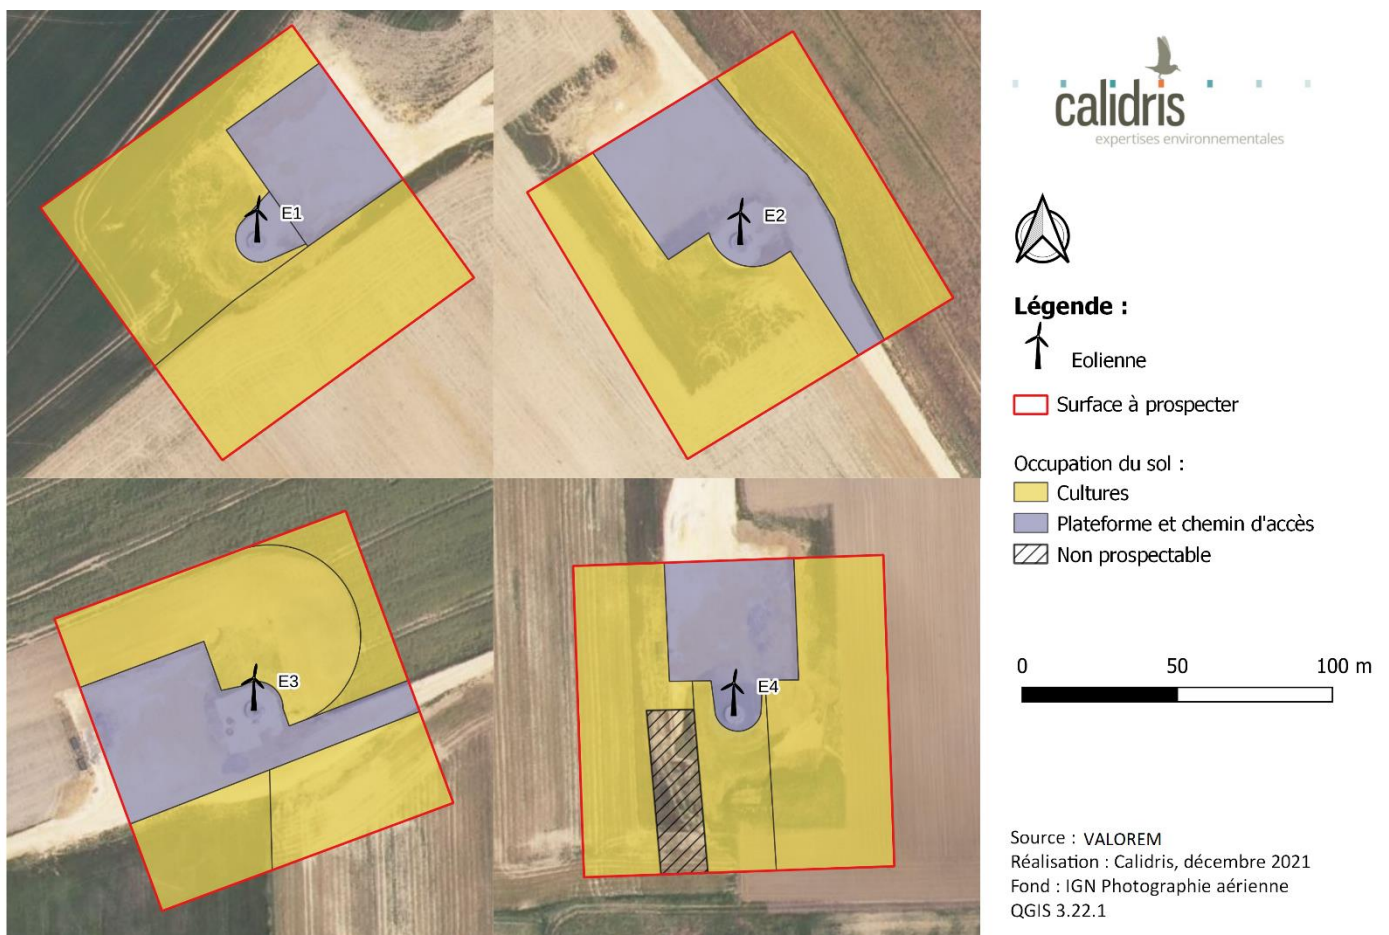 E1
E2
E3
E4
calidris
expertises environnementales
Légende :
Eolienne
Surface à prospecter
Occupation du sol :
Cultures
Plateforme et chemin d'accès
Non prospectable
0 50 100 m
Source : VALOREM
Réalisation : Calidris, décembre 2021
Fond : IGN Photographie aérienne
QGIS 3.22.1